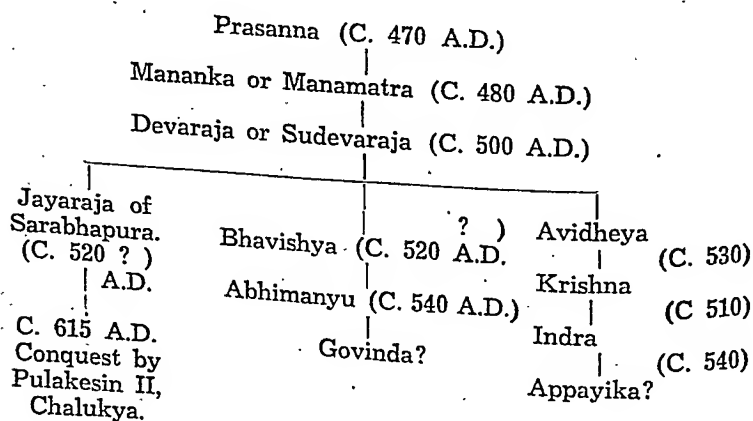 Prasanna (C. 470 A.D.)
Mananka or Manamatra (C. 480 A.D.)
Devaraja or Sudevaraja (C. 500 A.D.)
Jayaraja of
Sarabhapura.
(C. 520 ? )
A.D.
C. 615 A.D.
Conquest by
Pulakesin II,
Chalukya.
? )
Bhavishya (C. 520 A.D.
Abhimanyu (C. 540 A.D.)
Govinda?
Avidheya
(C. 530)
Krishna
(C 510)
Indra
(C. 540)
Appayika?